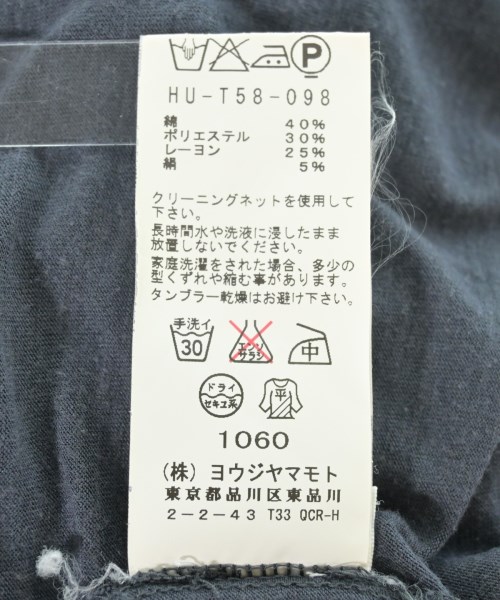 P
HU-T58-098
綿 40%
ポリエステル 30%
レーヨン 25%
絹 5%
クリーニングネットを使用して
下さい。
長時間水や洗液に浸したまま
放置しないでください。
家庭洗濯をされた場合、多少の
型くずれや縮む事があります。
タンブラー乾燥はお避け下さい。
手洗イ
30
エンソ
サラシ
中
ドライ
セキユ系
平
1060
(株) ヨウジヤマモト
東京都品川区東品川
2-2-43 T33 QCR-H